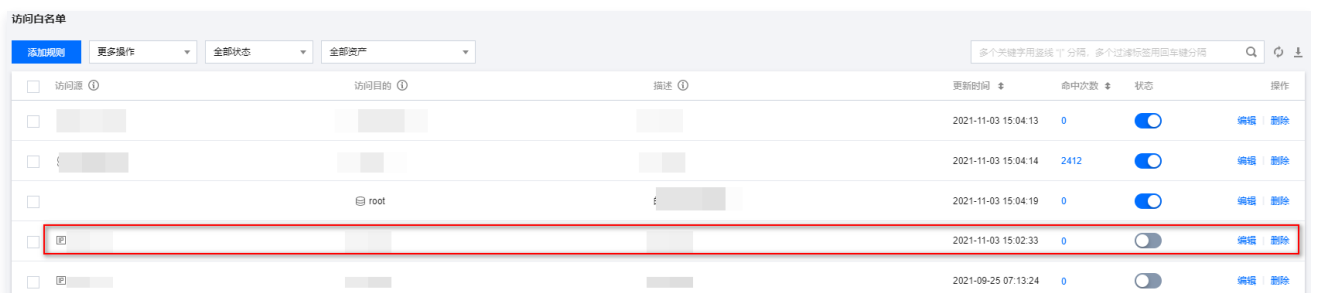 访问白名单
添加规则 更多操作 全部状态 全部资产 多个关键字用竖线“|”分隔，多个过滤标签用回车键分隔
访问源 访问目的 描述 更新时间 命中次数 状态 操作
2021-11-03 15:04:13 0 编辑 删除
2021-11-03 15:04:14 2412 编辑 删除
root 2021-11-03 15:04:19 0 编辑 删除
P 2021-11-03 15:02:33 0 编辑 删除
P 2021-09-25 07:13:24 0 编辑 删除